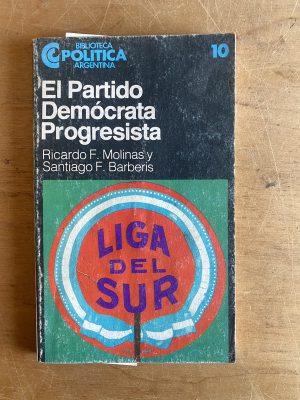 BIBLIOTECA
POLITICA
ARGENTINA
10
El Partido
Demócrata
Progresista
Ricardo F. Molinas y
Santiago F. Barberis
LIGA
DEL
SUR